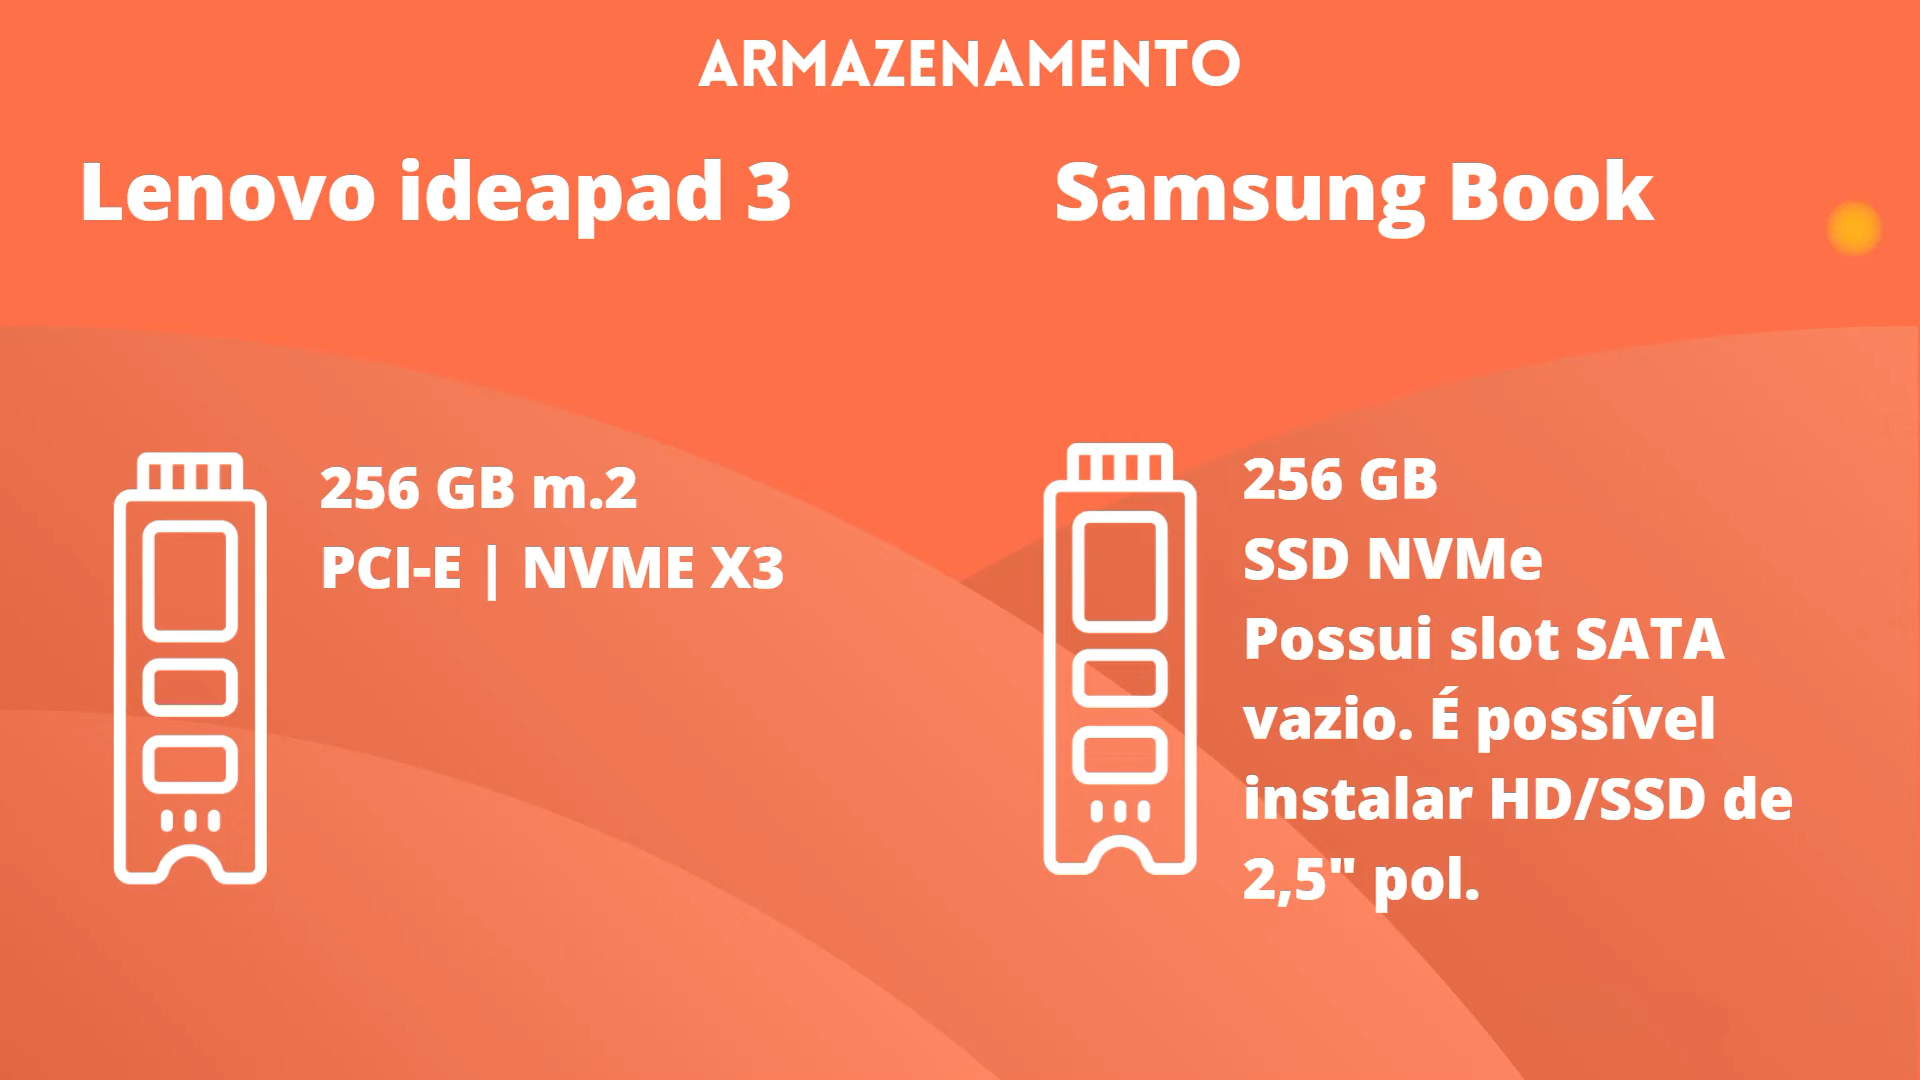 ARMAZENAMENTO
Lenovo ideapad 3
256 GB m.2
PCI-E | NVME X3
Samsung Book
256 GB
SSD NVMe
Possui slot SATA
vazio. É possível
instalar HD/SSD de
2,5" pol.